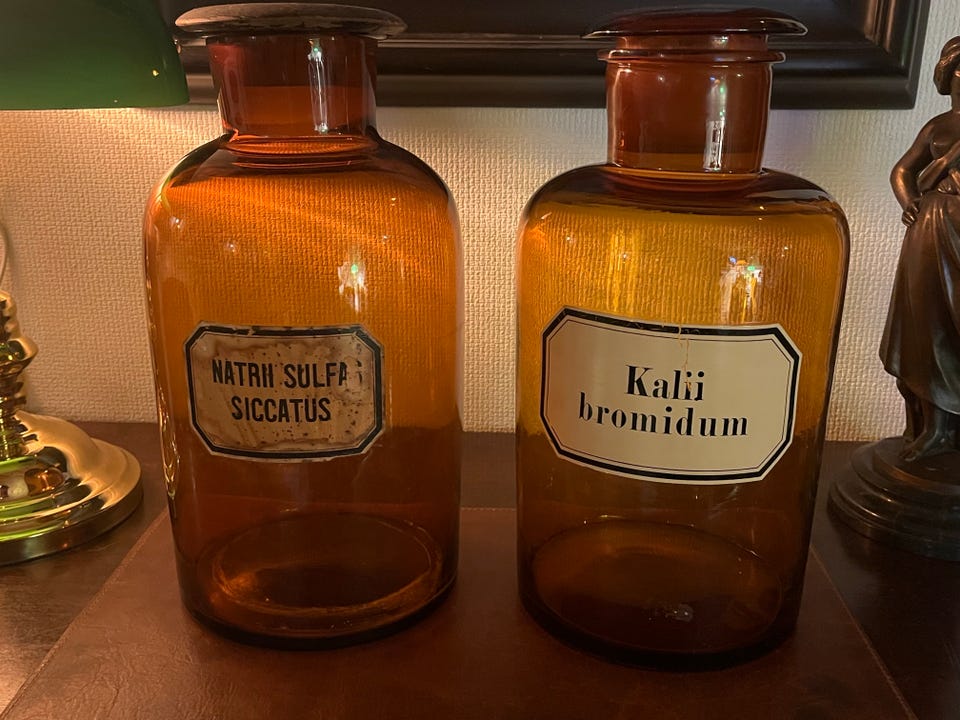 NATRII SULFA
SICCATUS
Kalii
bromidum